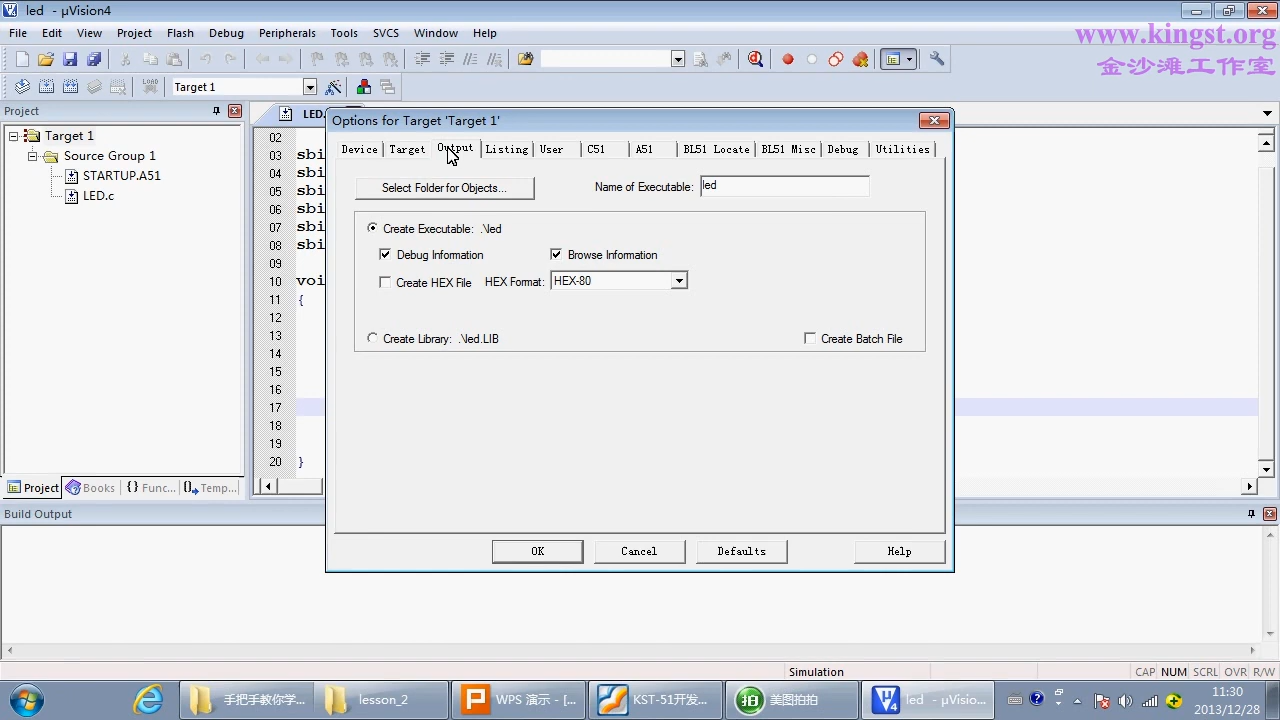 led - µVision4
File Edit View Project Flash Debug Peripherals Tools SVCS Window Help
www.kingst.org
金沙滩工作室
LOAD
Target 1
Project
LED.
Target 1
Source Group 1
STARTUP.A51
LED.c
02
03 sbi
04 sbi
05 sbi
06 sbi
07 sbi
08 sbi
09
10 voi
11 {
12
13
14
15
16
17
18
19
20 }
Options for Target 'Target 1'
Device Target Output Listing User C51 A51 BL51 Locate BL51 Misc Debug Utilities
Select Folder for Objects... Name of Executable: led
Create Executable: .\led
Debug Information Browse Information
Create HEX File HEX Format: HEX-80
Create Library: .\led.LIB Create Batch File
OK Cancel Defaults Help
Project Books {} Func... Temp...
Build Output
Simulation CAP NUM SCRL OVR R/W
手把手教你学... lesson_2 WPS 演示 - [... KST-51开发... 美图拍拍 led - µVisio...
11:30
2013/12/28